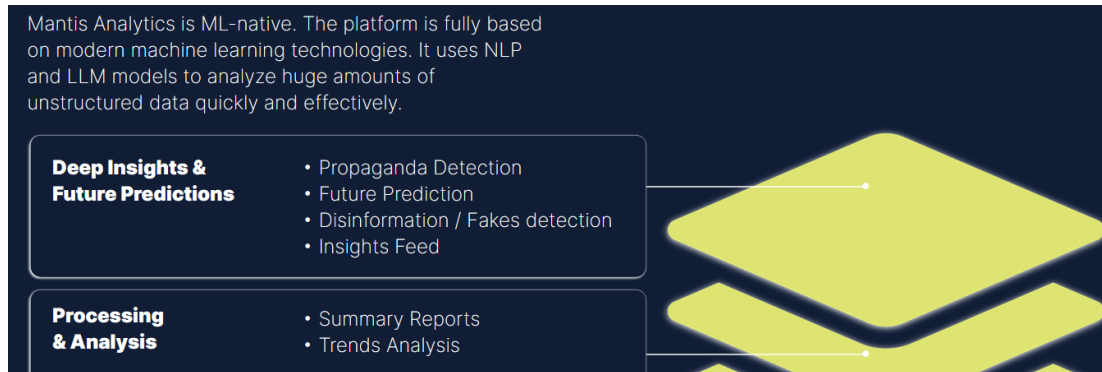 Mantis Analytics is ML-native. The platform is fully based
on modern machine learning technologies. It uses NLP
and LLM models to analyze huge amounts of
unstructured data quickly and effectively.
Deep Insights &
Future Predictions
• Propaganda Detection
• Future Prediction
• Disinformation / Fakes detection
• Insights Feed
Processing
& Analysis
• Summary Reports
• Trends Analysis